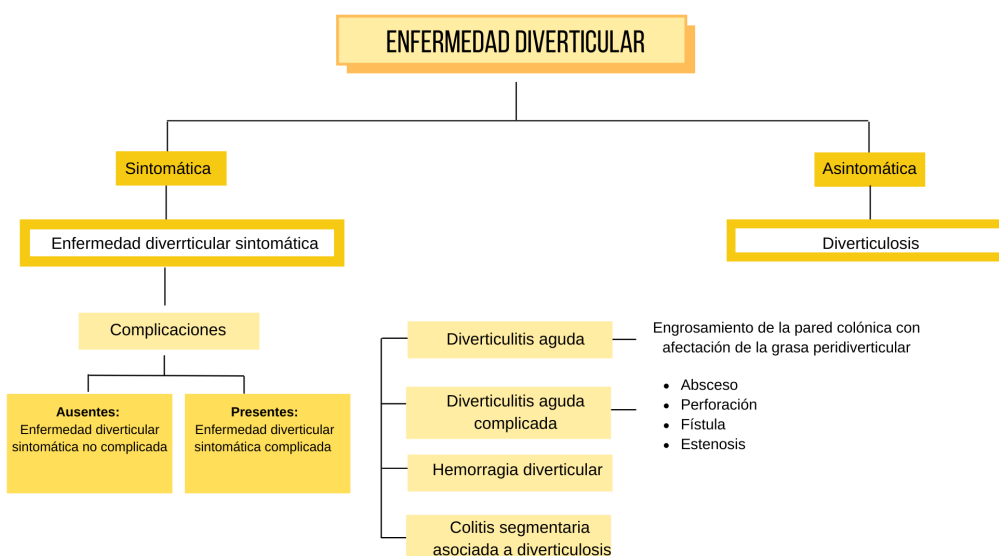 ENFERMEDAD DIVERTICULAR
Sintomática
Asintomática
Enfermedad diverrticular sintomática
Diverticulosis
Complicaciones
Ausentes:
Enfermedad diverticular
sintomática no complicada
Presentes:
Enfermedad diverticular
sintomática complicada
Diverticulitis aguda
Engrosamiento de la pared colónica con
afectación de la grasa peridiverticular
Diverticulitis aguda
complicada
• Absceso
• Perforación
• Fístula
• Estenosis
Hemorragia diverticular
Colitis segmentaria
asociada a diverticulosis